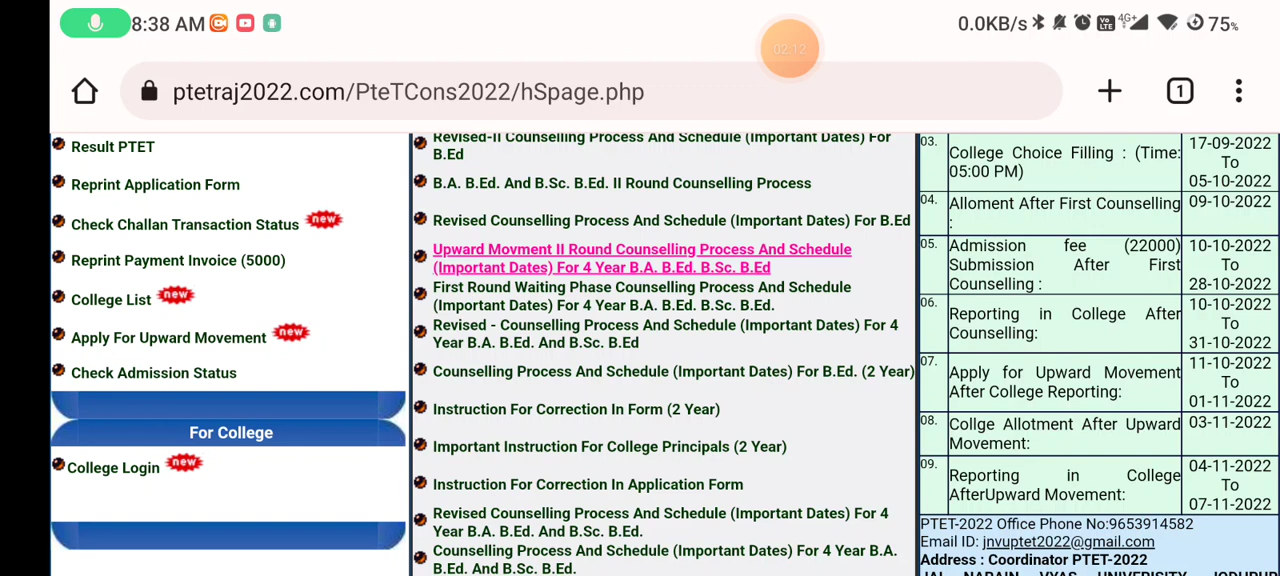 8:38 AM
0.0KB/s
Vo LTE
4G+
75%
02:12
ptetraj2022.com/PteTCons2022/hSpage.php
1
Result PTET
Reprint Application Form
Check Challan Transaction Status new
Reprint Payment Invoice (5000)
College List new
Apply For Upward Movement new
Check Admission Status
For College
College Login new
Revised-II Counselling Process And Schedule (Important Dates) For
B.Ed
B.A. B.Ed. And B.Sc. B.Ed. II Round Counselling Process
Revised Counselling Process And Schedule (Important Dates) For B.Ed
Upward Movment II Round Counselling Process And Schedule
(Important Dates) For 4 Year B.A. B.Ed. B.Sc. B.Ed
First Round Waiting Phase Counselling Process And Schedule
(Important Dates) For 4 Year B.A. B.Ed. B.Sc. B.Ed.
Revised - Counselling Process And Schedule (Important Dates) For 4
Year B.A. B.Ed. And B.Sc. B.Ed
Counselling Process And Schedule (Important Dates) For B.Ed. (2 Year)
Instruction For Correction In Form (2 Year)
Important Instruction For College Principals (2 Year)
Instruction For Correction In Application Form
Revised Counselling Process And Schedule (Important Dates) For 4
Year B.A. B.Ed. And B.Sc. B.Ed.
Counselling Process And Schedule (Important Dates) For 4 Year B.A.
B.Ed. And B.Sc. B.Ed.
03.
College Choice Filling : (Time:
05:00 PM)
17-09-2022
To
05-10-2022
04.
Alloment After First Counselling
:
09-10-2022
05.
Admission fee (22000)
Submission After First
Counselling :
10-10-2022
To
28-10-2022
06.
Reporting in College After
Counselling:
10-10-2022
To
31-10-2022
07.
Apply for Upward Movement
After College Reporting:
11-10-2022
To
01-11-2022
08.
Collge Allotment After Upward
Movement:
03-11-2022
09.
Reporting in College
AfterUpward Movement:
04-11-2022
To
07-11-2022
PTET-2022 Office Phone No:9653914582
Email ID: jnvuptet2022@gmail.com
Address : Coordinator PTET-2022
JAI NARAIN VYAS UNIVERISITY JODHPUR